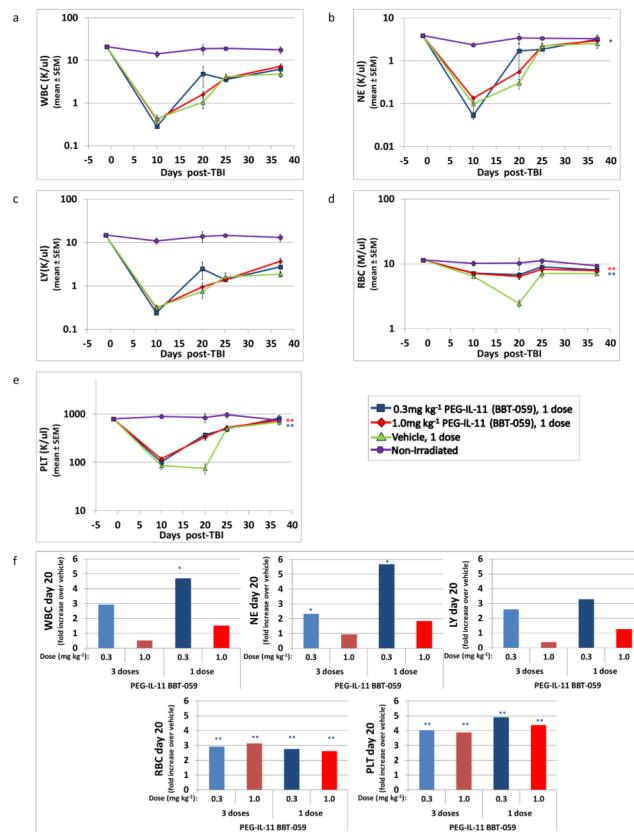 a
100
10
1
0.1
WBC (K/ul)
(mean ± SEM)
-5 0 5 10 15 20 25 30 35 40
Days post-TBI
b
10
1
0.1
0.01
NE (K/ul)
(mean ± SEM)
*
-5 0 5 10 15 20 25 30 35 40
Days post-TBI
c
100
10
1
0.1
LY(K/ul)
(mean ± SEM)
-5 0 5 10 15 20 25 30 35 40
Days post-TBI
d
100
10
1
RBC (M/ul)
(mean ± SEM)
**
**
-5 0 5 10 15 20 25 30 35 40
Days post-TBI
e
1000
100
10
PLT (K/ul)
(mean ± SEM)
**
**
-5 0 5 10 15 20 25 30 35 40
Days post-TBI
0.3mg kg-1 PEG-IL-11 (BBT-059), 1 dose
1.0mg kg-1 PEG-IL-11 (BBT-059), 1 dose
Vehicle, 1 dose
Non-Irradiated
f
WBC day 20
(fold increase over vehicle)
6
5
4
3
2
1
0
*
Dose (mg kg-1): 0.3 1.0 0.3 1.0
3 doses 1 dose
PEG-IL-11 BBT-059
NE day 20
(fold increase over vehicle)
6
5
4
3
2
1
0
* *
Dose (mg kg-1): 0.3 1.0 0.3 1.0
3 doses 1 dose
PEG-IL-11 BBT-059
LY day 20
(fold increase over vehicle)
6
5
4
3
2
1
0
Dose (mg kg-1): 0.3 1.0 0.3 1.0
3 doses 1 dose
PEG-IL-11 BBT-059
RBC day 20
(fold increase over vehicle)
6
5
4
3
2
1
0
** ** ** **
Dose (mg kg-1): 0.3 1.0 0.3 1.0
3 doses 1 dose
PEG-IL-11 BBT-059
PLT day 20
(fold increase over vehicle)
6
5
4
3
2
1
0
** ** ** **
Dose (mg kg-1): 0.3 1.0 0.3 1.0
3 doses 1 dose
PEG-IL-11 BBT-059